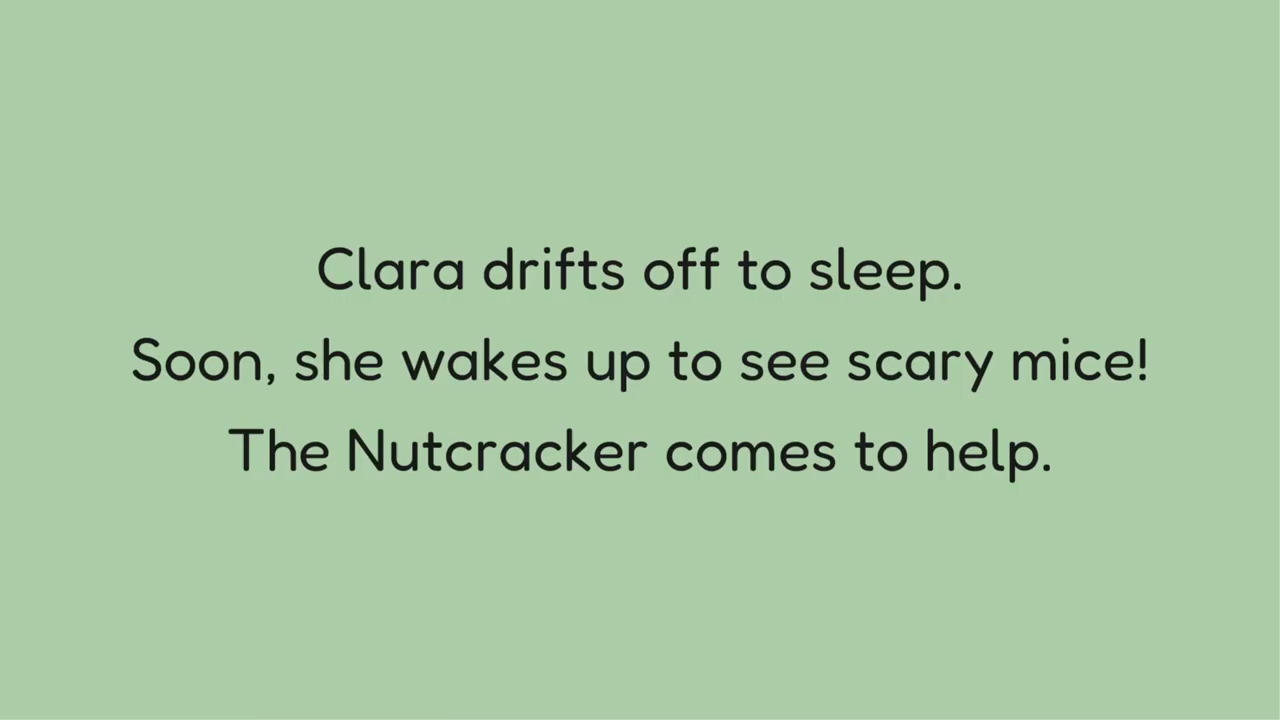 Clara drifts off to sleep.
Soon, she wakes up to see scary mice!
The Nutcracker comes to help.